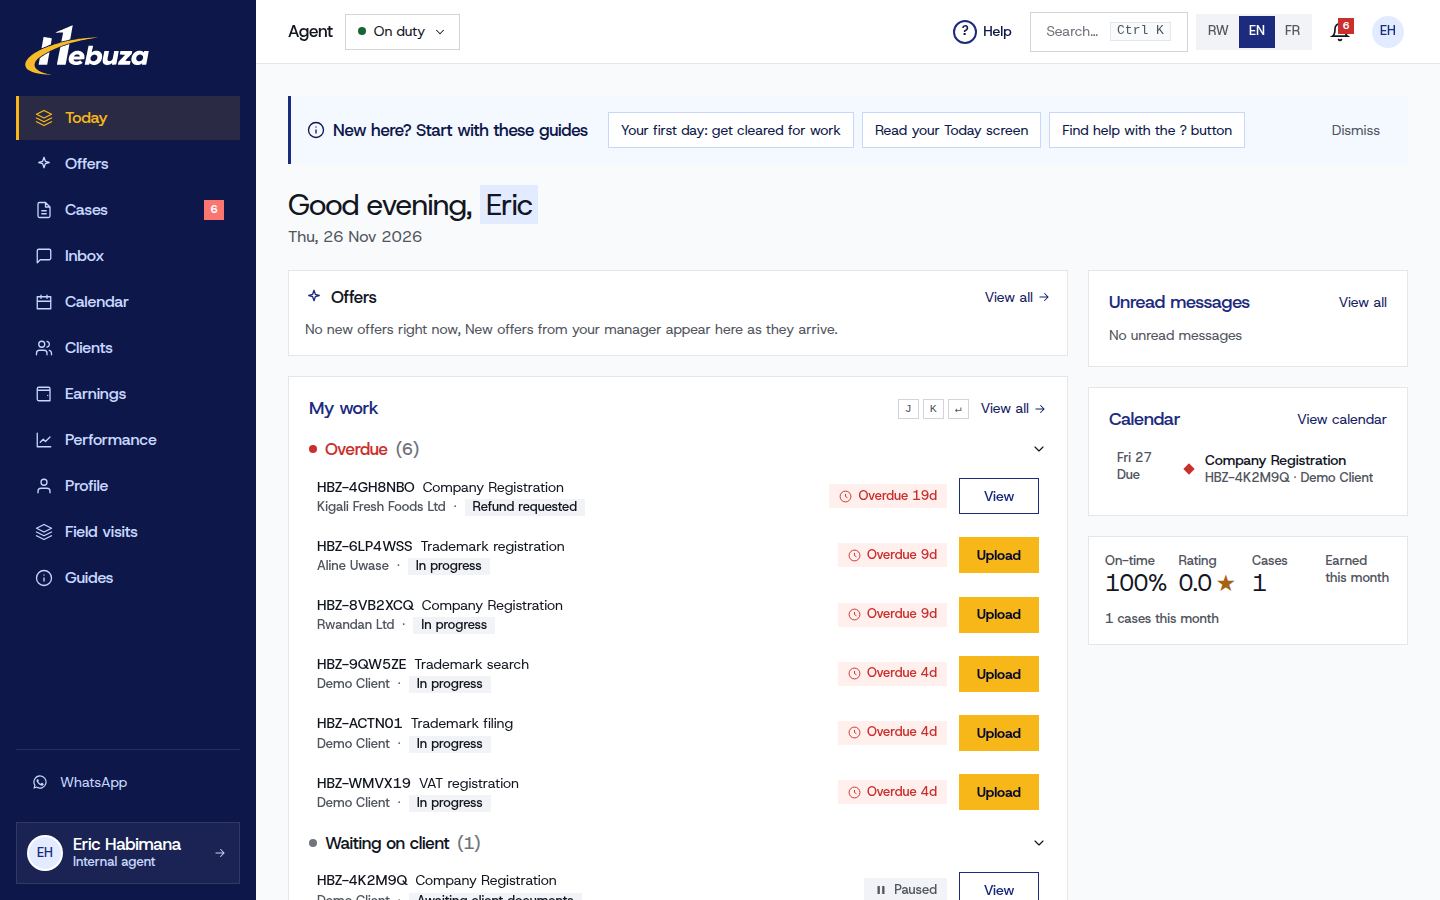 Hebuza
Today
Offers
Cases 6
Inbox
Calendar
Clients
Earnings
Performance
Profile
Field visits
Guides
WhatsApp
EH
Eric Habimana
Internal agent
Agent
On duty
? Help
Search... Ctrl K
RW EN FR
6
EH
New here? Start with these guides
Your first day: get cleared for work
Read your Today screen
Find help with the ? button
Dismiss
Good evening, Eric
Thu, 26 Nov 2026
Offers
View all →
No new offers right now, New offers from your manager appear here as they arrive.
My work
J K ↵ View all →
Overdue (6)
HBZ-4GH8NBO Company Registration
Kigali Fresh Foods Ltd · Refund requested
Overdue 19d
View
HBZ-6LP4WSS Trademark registration
Aline Uwase · In progress
Overdue 9d
Upload
HBZ-8VB2XCQ Company Registration
Rwandan Ltd · In progress
Overdue 9d
Upload
HBZ-9QW5ZE Trademark search
Demo Client · In progress
Overdue 4d
Upload
HBZ-ACTN01 Trademark filing
Demo Client · In progress
Overdue 4d
Upload
HBZ-WMVX19 VAT registration
Demo Client · In progress
Overdue 4d
Upload
Waiting on client (1)
HBZ-4K2M9Q Company Registration
Demo Client · Awaiting client documents
Paused
View
Unread messages
View all
No unread messages
Calendar
View calendar
Fri 27
Due
Company Registration
HBZ-4K2M9Q · Demo Client
On-time
100%
Rating
0.0 ★
Cases
1
Earned
this month
1 cases this month